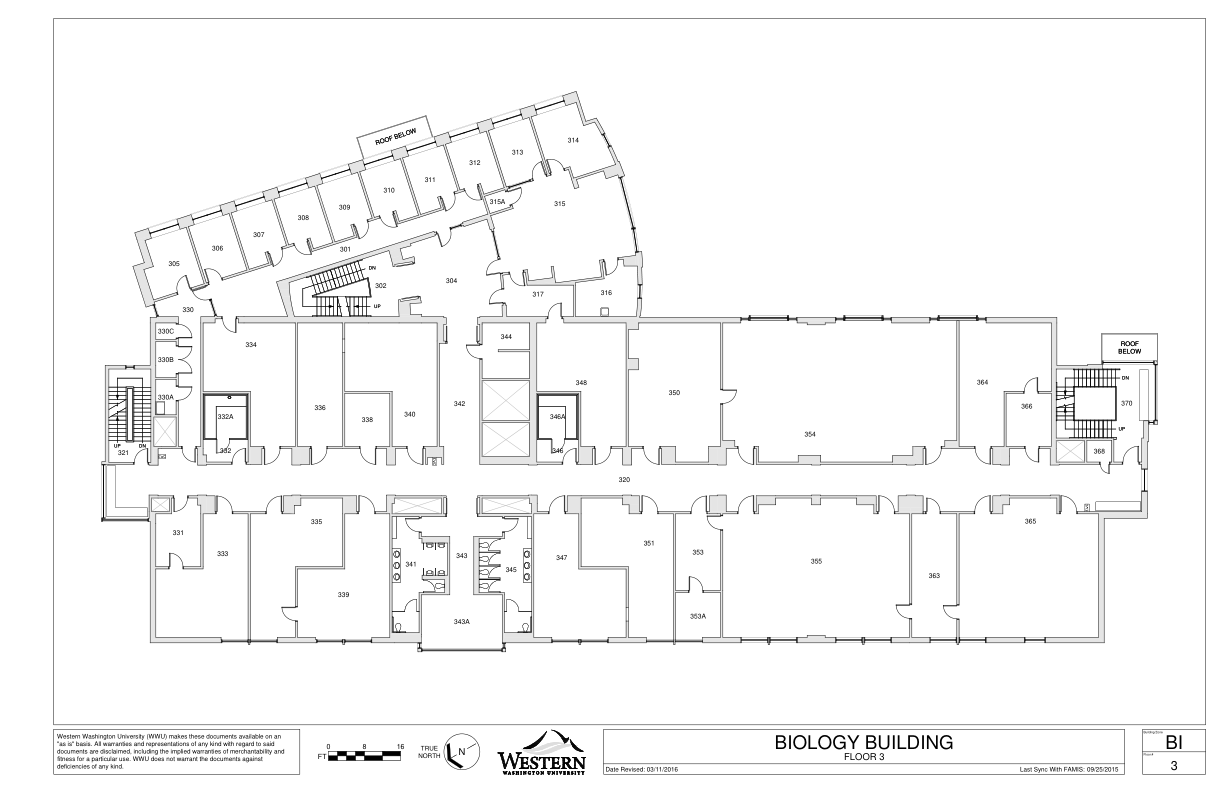 ROOF BELOW
314
313
312
311
310
309
308
307
306
305
315A
315
301
304
302
DN
UP
317
316
330
330C
330B
330A
334
344
336
338
340
342
348
350
354
364
366
332A
332
346A
346
ROOF
BELOW
DN
370
UP
368
UP DN
321
320
331
333
335
339
341
343
343A
345
347
351
353
353A
355
363
365
Western Washington University (WWU) makes these documents available on an
"as is" basis. All warranties and representations of any kind with regard to said
documents are disclaimed, including the implied warranties of merchantability and
fitness for a particular use. WWU does not warrant the documents against
deficiencies of any kind.
0 8 16
FT
TRUE
NORTH
N
WESTERN
WASHINGTON UNIVERSITY
BIOLOGY BUILDING
FLOOR 3
Date Revised: 03/11/2016
Last Sync With FAMIS: 09/25/2015
BI
3